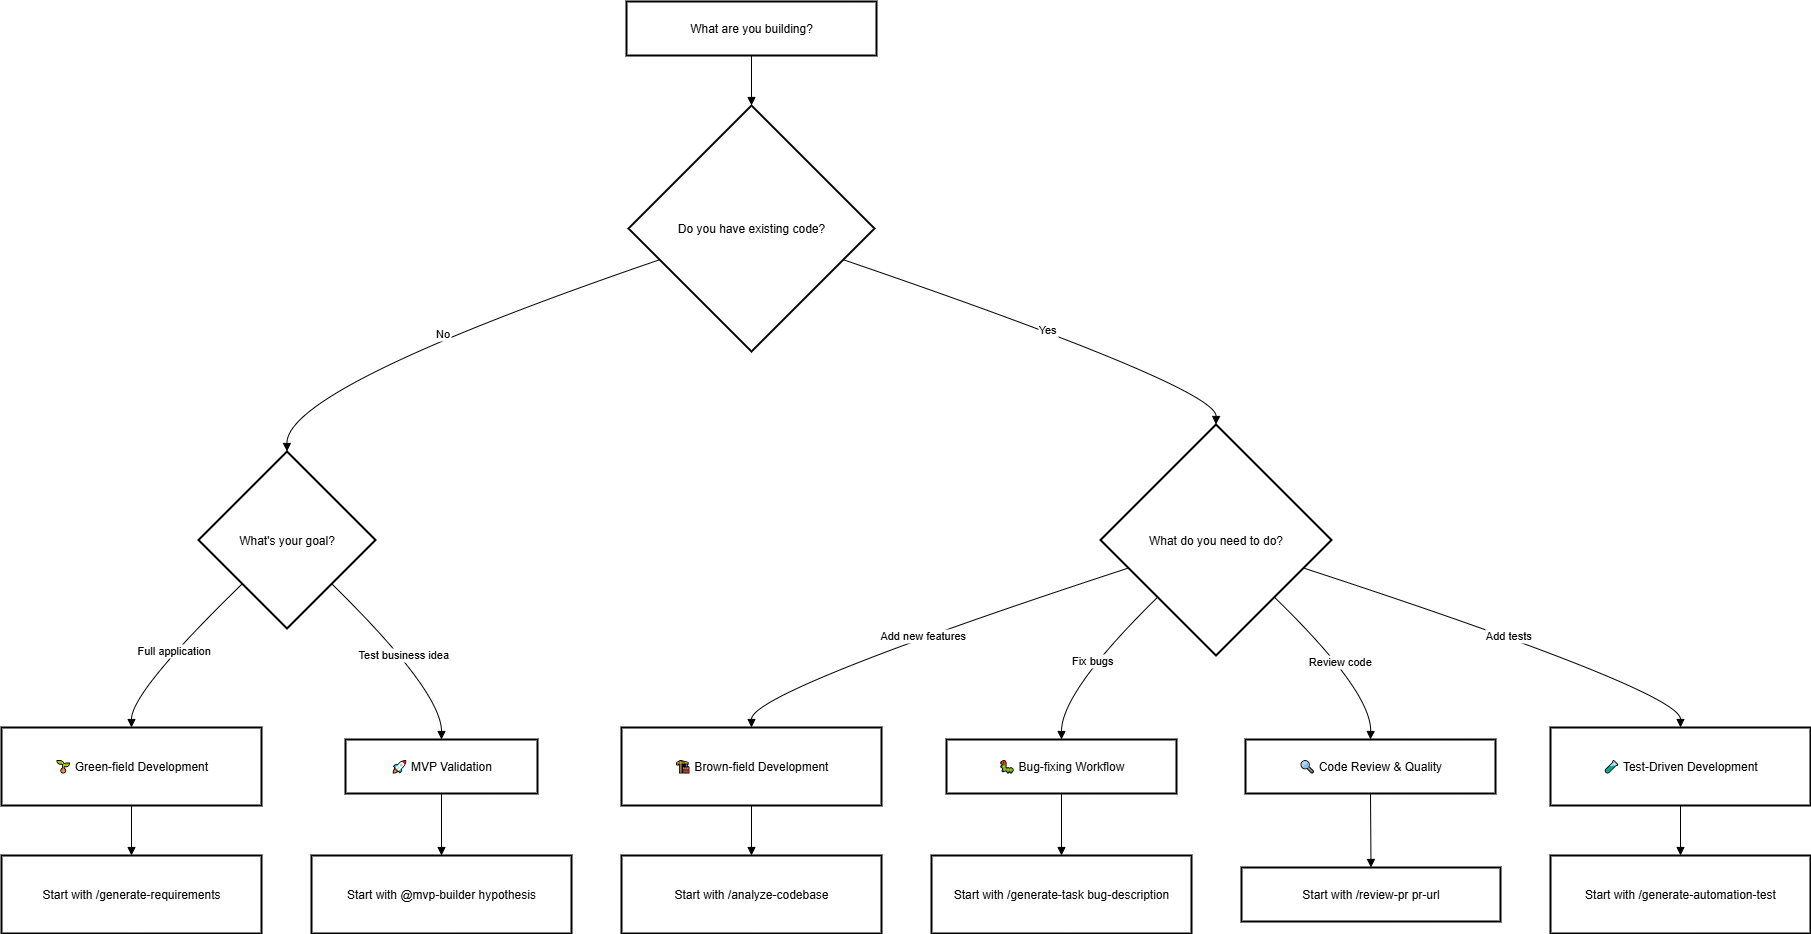 What are you building?
Do you have existing code?
No
Yes
What's your goal?
What do you need to do?
Full application
Test business idea
Add new features
Fix bugs
Review code
Add tests
🌱 Green-field Development
🚀 MVP Validation
🏗️ Brown-field Development
🐛 Bug-fixing Workflow
🔍 Code Review & Quality
🧪 Test-Driven Development
Start with /generate-requirements
Start with @mvp-builder hypothesis
Start with /analyze-codebase
Start with /generate-task bug-description
Start with /review-pr pr-url
Start with /generate-automation-test